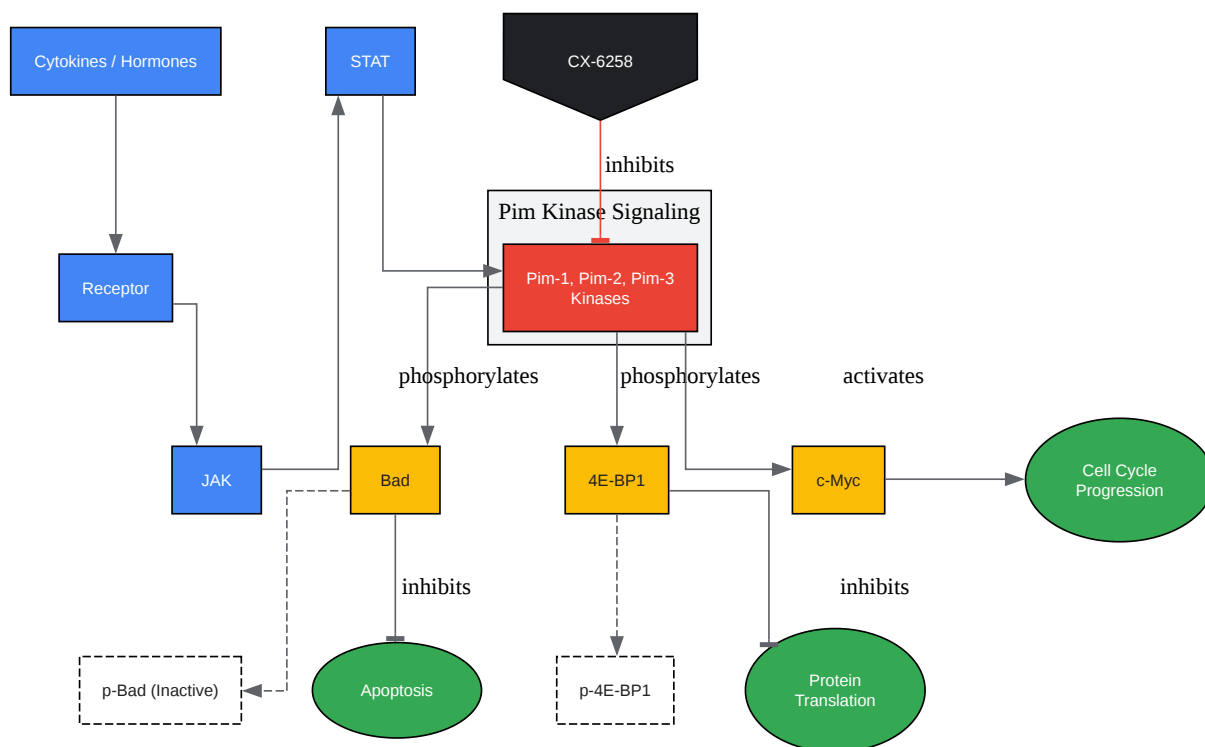 Cytokines / Hormones
STAT
CX-6258
inhibits
Pim Kinase Signaling
Receptor
Pim-1, Pim-2, Pim-3
Kinases
phosphorylates
phosphorylates
activates
JAK
Bad
4E-BP1
c-Myc
Cell Cycle
Progression
inhibits
inhibits
p-Bad (Inactive)
Apoptosis
p-4E-BP1
Protein
Translation